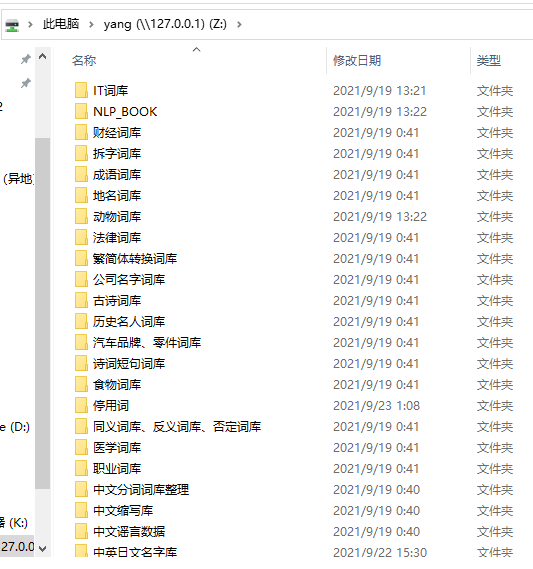 此电脑 › yang (\\127.0.0.1) (Z:) ›
名称 修改日期 类型
IT词库 2021/9/19 13:21 文件夹
NLP_BOOK 2021/9/19 13:22 文件夹
财经词库 2021/9/19 0:41 文件夹
拆字词库 2021/9/19 0:41 文件夹
成语词库 2021/9/19 0:41 文件夹
地名词库 2021/9/19 0:41 文件夹
动物词库 2021/9/19 13:22 文件夹
法律词库 2021/9/19 0:41 文件夹
繁简体转换词库 2021/9/19 0:41 文件夹
公司名字词库 2021/9/19 0:41 文件夹
古诗词库 2021/9/19 0:41 文件夹
历史名人词库 2021/9/19 0:41 文件夹
汽车品牌、零件词库 2021/9/19 0:41 文件夹
诗词短句词库 2021/9/19 0:41 文件夹
食物词库 2021/9/19 0:41 文件夹
停用词 2021/9/23 1:08 文件夹
同义词库、反义词库、否定词库 2021/9/19 0:41 文件夹
医学词库 2021/9/19 0:41 文件夹
职业词库 2021/9/19 0:41 文件夹
中文分词词库整理 2021/9/19 0:40 文件夹
中文缩写库 2021/9/19 0:40 文件夹
中文谣言数据 2021/9/19 0:40 文件夹
中英日文名字库 2021/9/22 15:30 文件夹
2
(异地)
e (D:)
(K:)
27.0.0